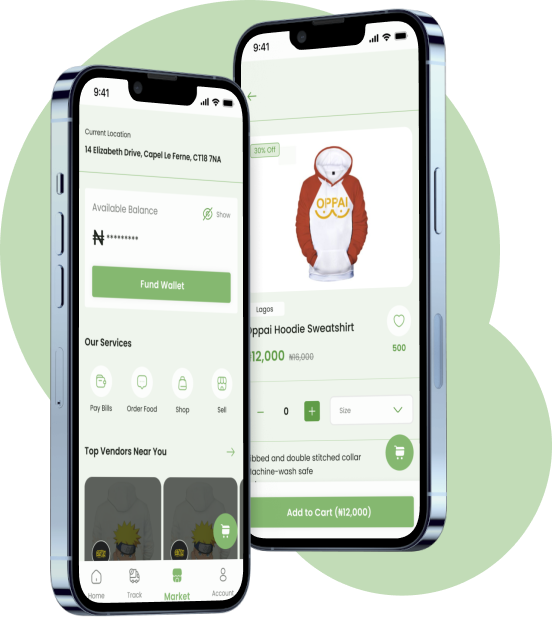 9:41
Current Location
14 Elizabeth Drive, Capel Le Ferne, CT18 7NA
Available Balance
Show
₦ *********
Fund Wallet
Our Services
Pay Bills
Order Food
Shop
Sell
Top Vendors Near You
Home
Track
Market
Account
9:41
30% Off
OPPAI
Lagos
Oppai Hoodie Sweatshirt
12,000 ₦16,000
500
0
Size
ibbed and double stitched collar
achine-wash safe
Add to Cart (₦12,000)